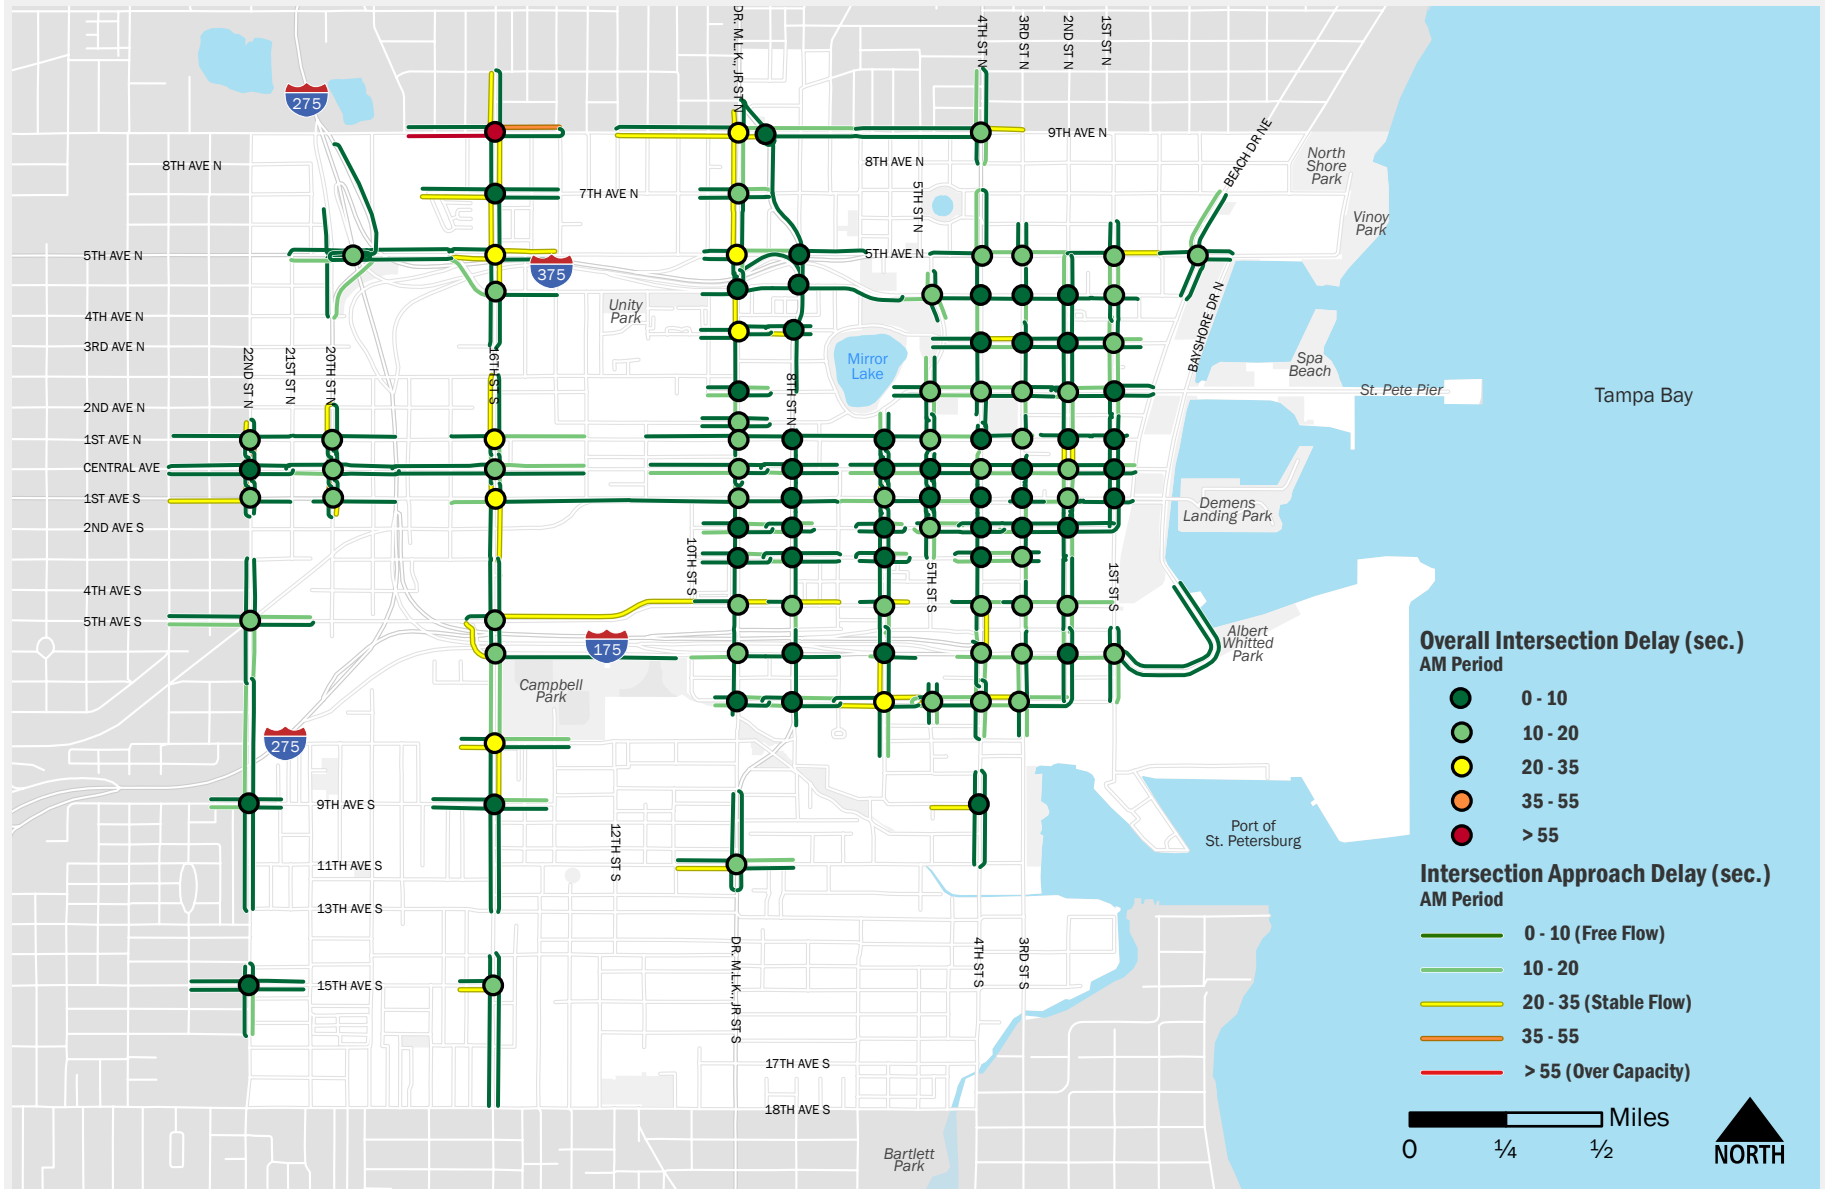 DR. M.L.K., JR ST N
4TH ST N
3RD ST N
2ND ST N
1ST ST N
275
9TH AVE N
BEACH DR NE
North
Shore
Park
8TH AVE N
8TH AVE N
7TH AVE N
5TH ST N
Vinoy
Park
5TH AVE N
5TH AVE N
375
Unity
Park
4TH AVE N
BAYSHORE DR N
3RD AVE N
22ND ST N
21ST ST N
20TH ST N
16TH ST S
8TH ST N
Mirror
Lake
Spa
Beach
St. Pete Pier
Tampa Bay
2ND AVE N
1ST AVE N
CENTRAL AVE
1ST AVE S
Demens
Landing Park
2ND AVE S
10TH ST S
5TH ST S
1ST ST S
4TH AVE S
5TH AVE S
175
Albert
Whitted
Park
Campbell
Park
275
9TH AVE S
12TH ST S
11TH AVE S
13TH AVE S
Port of
St. Petersburg
DR. M.L.K., JR ST S
4TH ST S
3RD ST S
15TH AVE S
17TH AVE S
18TH AVE S
Bartlett
Park
Overall Intersection Delay (sec.)
AM Period
0 - 10
10 - 20
20 - 35
35 - 55
> 55
Intersection Approach Delay (sec.)
AM Period
0 - 10 (Free Flow)
10 - 20
20 - 35 (Stable Flow)
35 - 55
> 55 (Over Capacity)
Miles
0 ¼ ½
NORTH